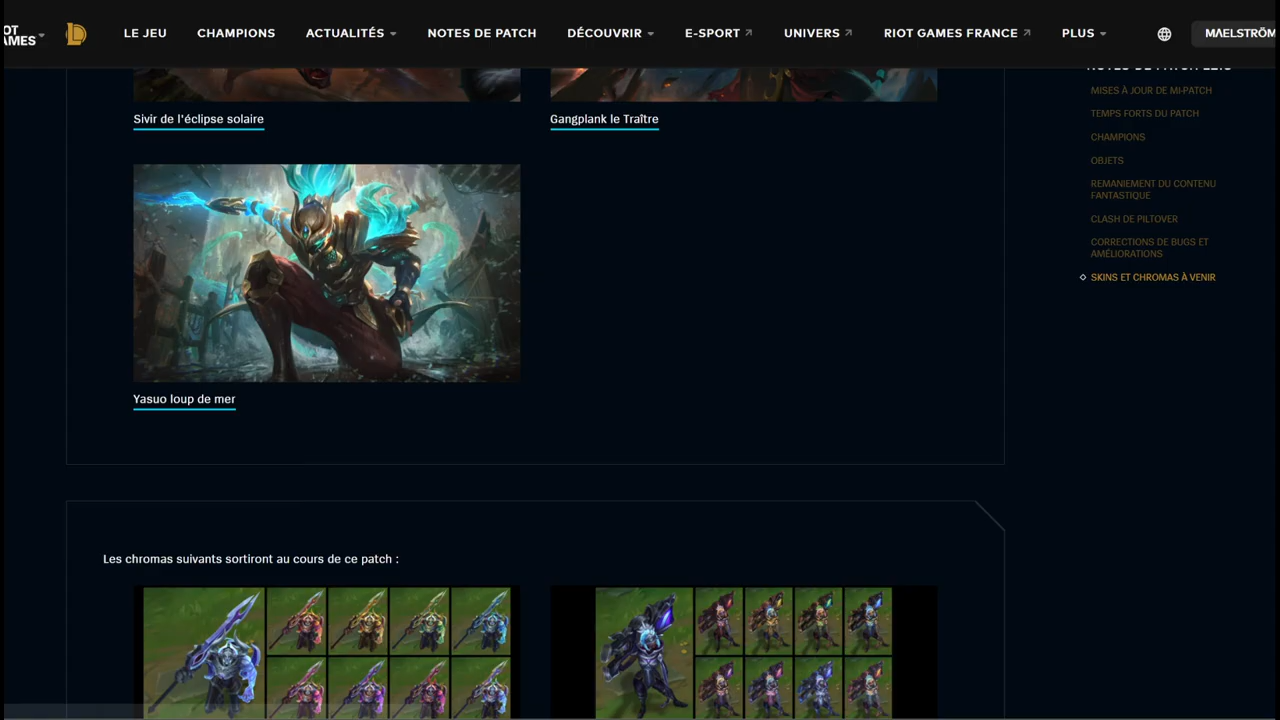 LE JEU
CHAMPIONS
ACTUALITÉS
NOTES DE PATCH
DÉCOUVRIR
E-SPORT
UNIVERS
RIOT GAMES FRANCE
PLUS
Sivir de l'éclipse solaire
Gangplank le Traître
Yasuo loup de mer
Les chromas suivants sortiront au cours de ce patch :
MISES À JOUR DE MI-PATCH
TEMPS FORTS DU PATCH
CHAMPIONS
OBJETS
REMANIEMENT DU CONTENU
FANTASTIQUE
CLASH DE PILTOVER
CORRECTIONS DE BUGS ET
AMÉLIORATIONS
SKINS ET CHROMAS À VENIR